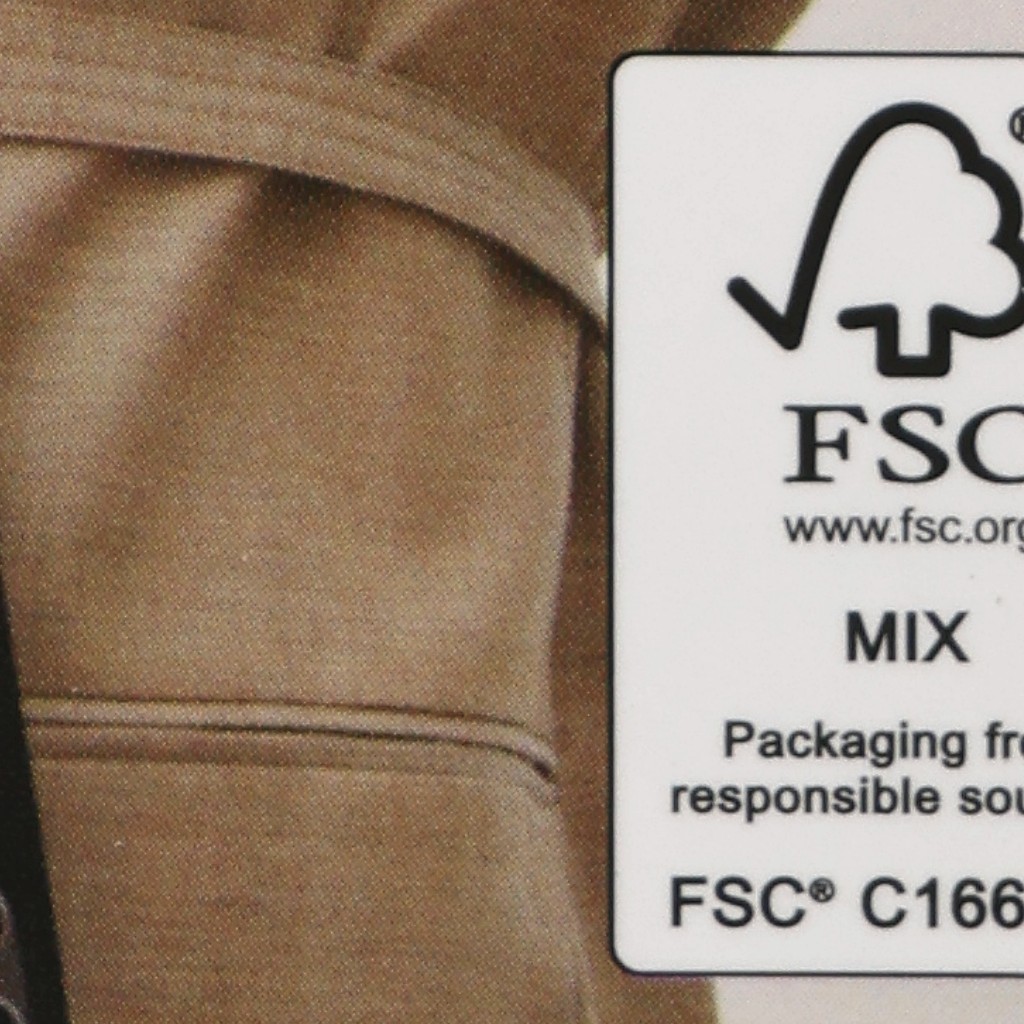 ®
FSC
www.fsc.org
MIX
Packaging
responsible
FSC® C166